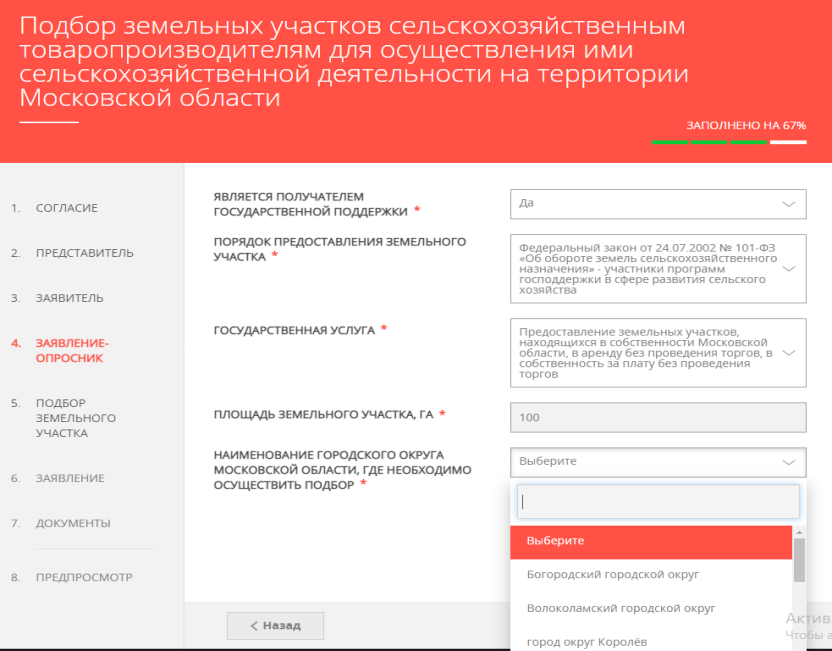 Подбор земельных участков сельскохозяйственным
товаропроизводителям для осуществления ими
сельскохозяйственной деятельности на территории
Московской области
ЗАПОЛНЕНО НА 67%
1. СОГЛАСИЕ
2. ПРЕДСТАВИТЕЛЬ
3. ЗАЯВИТЕЛЬ
4. ЗАЯВЛЕНИЕ-
ОПРОСНИК
5. ПОДБОР
ЗЕМЕЛЬНОГО
УЧАСТКА
6. ЗАЯВЛЕНИЕ
7. ДОКУМЕНТЫ
8. ПРЕДПРОСМОТР
ЯВЛЯЕТСЯ ПОЛУЧАТЕЛЕМ
ГОСУДАРСТВЕННОЙ ПОДДЕРЖКИ *
Да
ПОРЯДОК ПРЕДОСТАВЛЕНИЯ ЗЕМЕЛЬНОГО
УЧАСТКА *
Федеральный закон от 24.07.2002 № 101-ФЗ
«Об обороте земель сельскохозяйственного
назначения» - участники программ
господдержки в сфере развития сельского
хозяйства
ГОСУДАРСТВЕННАЯ УСЛУГА *
Предоставление земельных участков,
находящихся в собственности Московской
области, в аренду без проведения торгов, в
собственность за плату без проведения
торгов
ПЛОЩАДЬ ЗЕМЕЛЬНОГО УЧАСТКА, ГА *
100
НАИМЕНОВАНИЕ ГОРОДСКОГО ОКРУГА
МОСКОВСКОЙ ОБЛАСТИ, ГДЕ НЕОБХОДИМО
ОСУЩЕСТВИТЬ ПОДБОР *
Выберите
Выберите
Богородский городской округ
Волоколамский городской округ
город округ Королёв
< Назад
Актив
Чтобы а